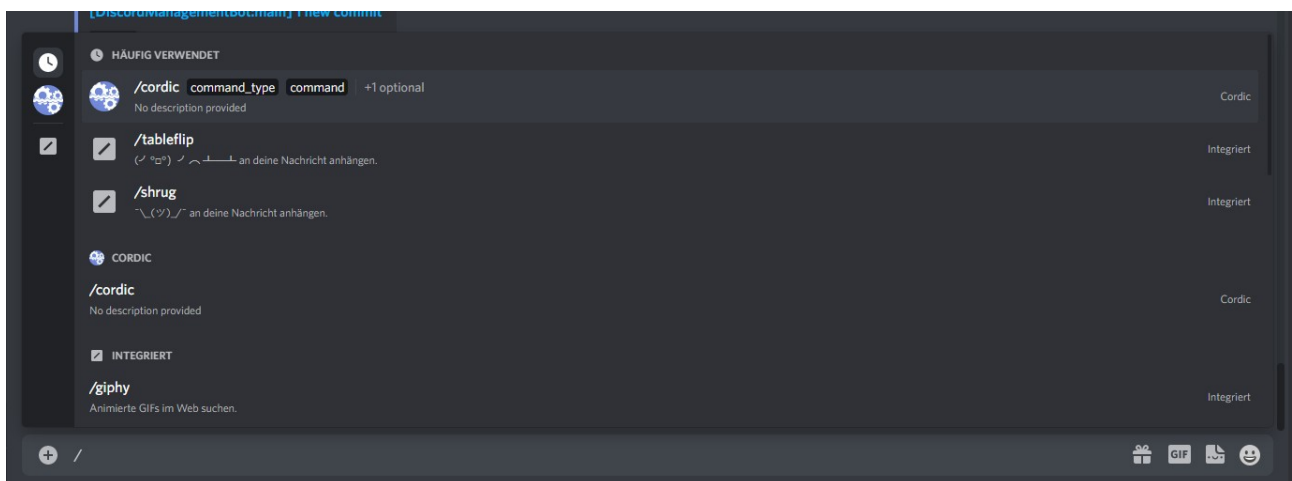 [DiscordManagementBot:main] 1 new commit
HÄUFIG VERWENDET
/cordic command_type command +1 optional
No description provided
Cordic
/tableflip
(╯°□°）╯︵ ┻━┻ an deine Nachricht anhängen.
Integriert
/shrug
¯\_(ツ)_/¯ an deine Nachricht anhängen.
Integriert
CORDIC
/cordic
No description provided
Cordic
INTEGRIERT
/giphy
Animierte GIFs im Web suchen.
Integriert
/
GIF